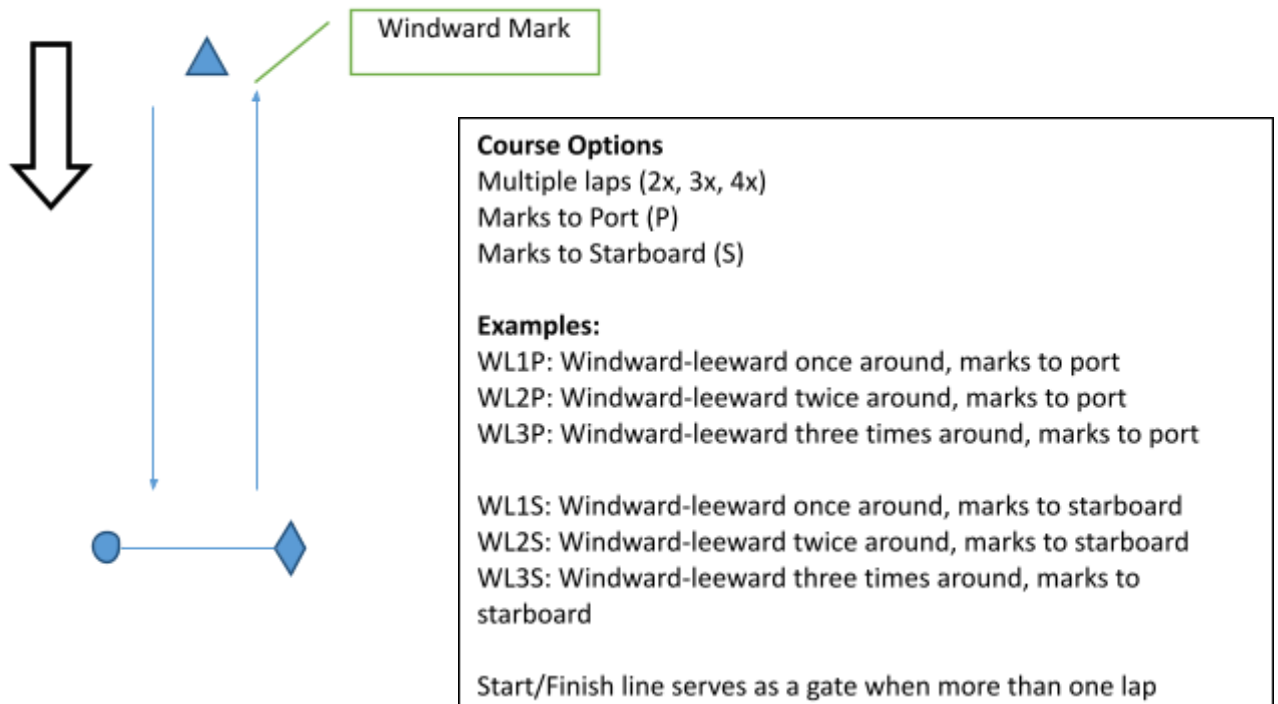 Windward Mark
Course Options
Multiple laps (2x, 3x, 4x)
Marks to Port (P)
Marks to Starboard (S)
Examples:
WL1P: Windward-leeward once around, marks to port
WL2P: Windward-leeward twice around, marks to port
WL3P: Windward-leeward three times around, marks to port
WL1S: Windward-leeward once around, marks to starboard
WL2S: Windward-leeward twice around, marks to starboard
WL3S: Windward-leeward three times around, marks to
starboard
Start/Finish line serves as a gate when more than one lap